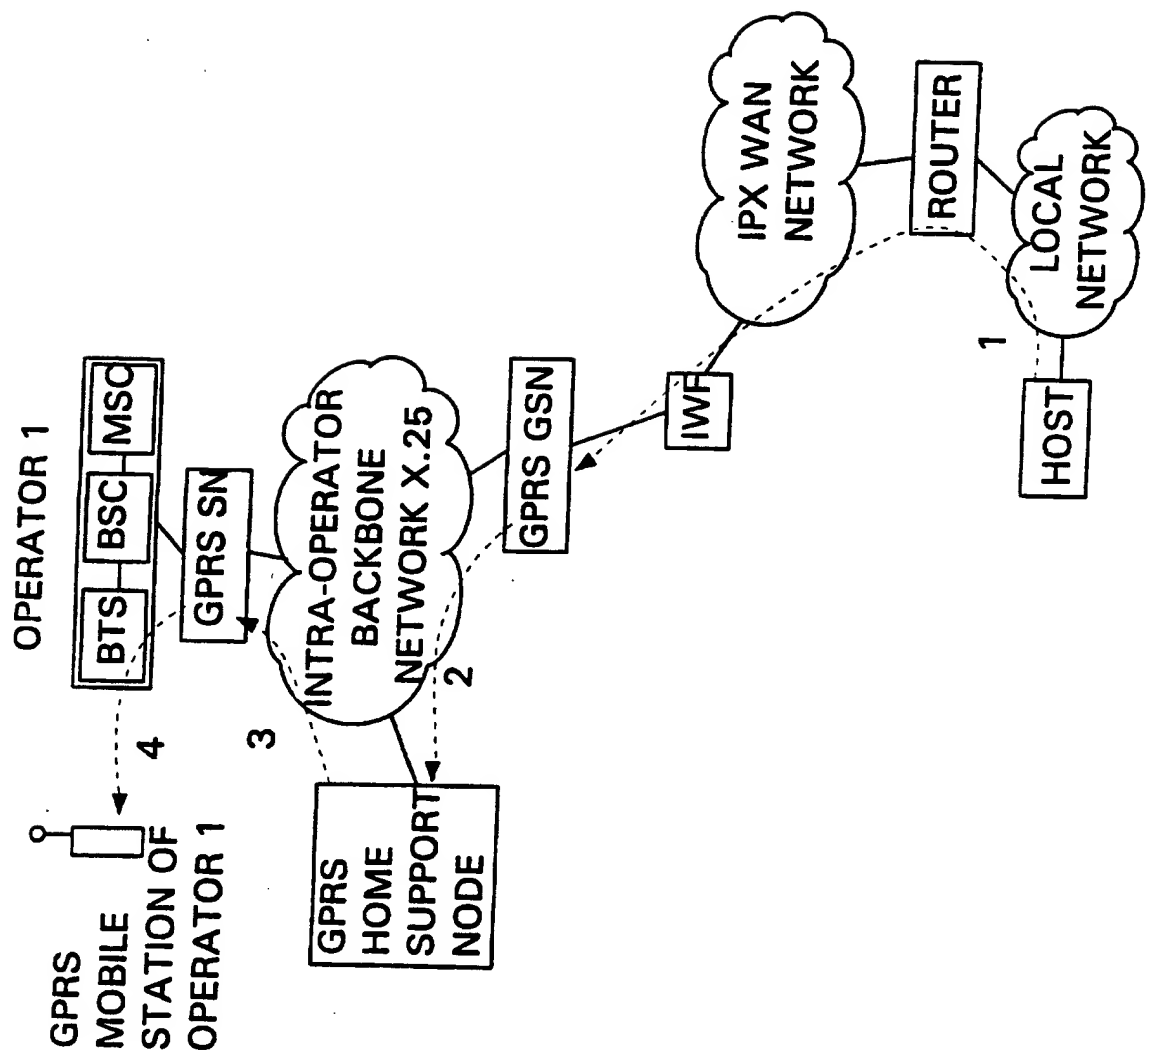 OPERATOR 1
BTS
BSC
MSC
GPRS SN
4
3
GPRS
MOBILE
STATION OF
OPERATOR 1
INTRA-OPERATOR
BACKBONE
NETWORK X.25
2
GPRS
HOME
SUPPORT
NODE
GPRS GSN
IWF
IPX WAN
NETWORK
ROUTER
1
LOCAL
NETWORK
HOST